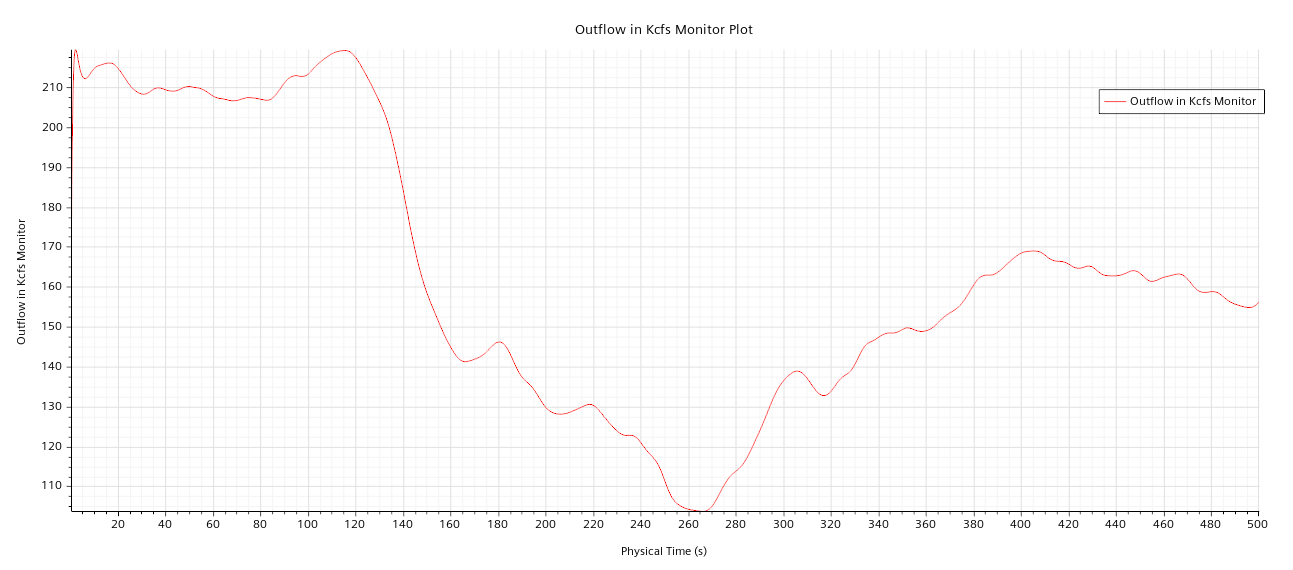 Outflow in Kcfs Monitor Plot
Outflow in Kcfs Monitor
210
200
190
180
170
160
150
140
130
120
110
Outflow in Kcfs Monitor
20 40 60 80 100 120 140 160 180 200 220 240 260 280 300 320 340 360 380 400 420 440 460 480 500
Physical Time (s)